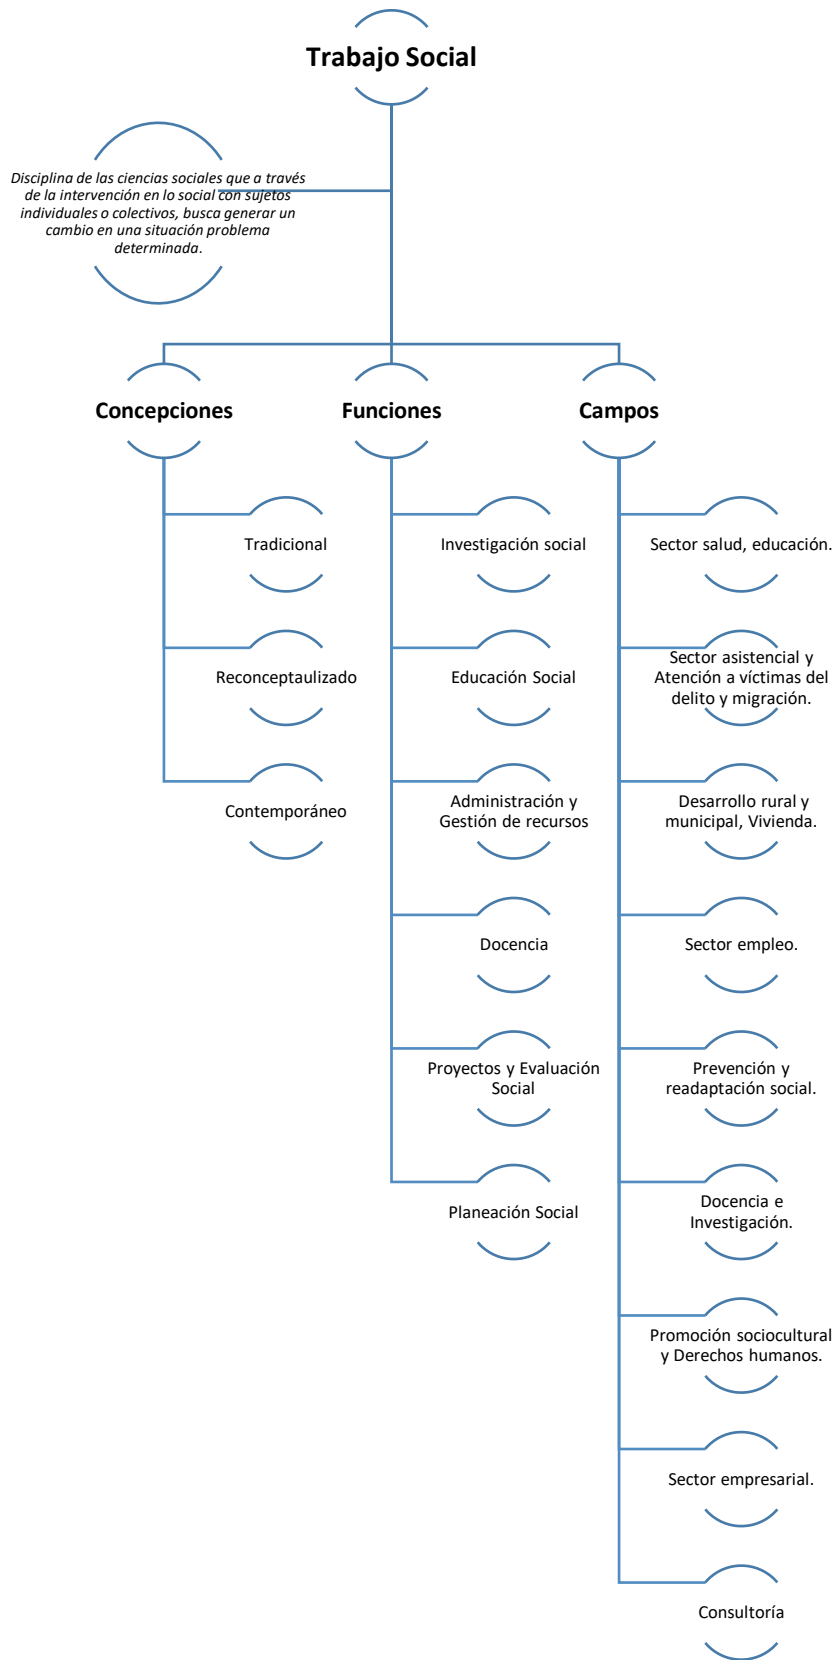 Trabajo Social
Disciplina de las ciencias sociales que a través
de la intervención en lo social con sujetos
individuales o colectivos, busca generar un
cambio en una situación problema
determinada.
Concepciones
Tradicional
Reconceptaulizado
Contemporáneo
Funciones
Investigación social
Educación Social
Administración y
Gestión de recursos
Docencia
Proyectos y Evaluación
Social
Planeación Social
Campos
Sector salud, educación.
Sector asistencial y
Atención a víctimas del
delito y migración.
Desarrollo rural y
municipal, Vivienda.
Sector empleo.
Prevención y
readaptación social.
Docencia e
Investigación.
Promoción sociocultural
y Derechos humanos.
Sector empresarial.
Consultoría